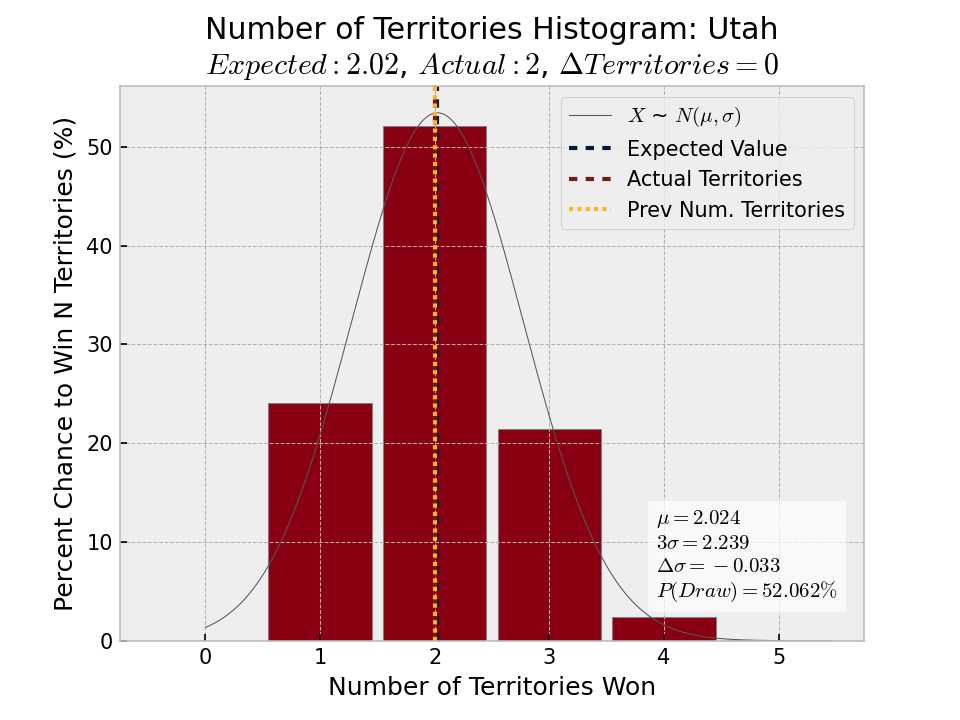 Number of Territories Histogram: Utah
Expected : 2.02, Actual : 2, ΔTerritories = 0
X ~ N(μ, σ)
Expected Value
Actual Territories
Prev Num. Territories
Percent Chance to Win N Territories (%)
50
40
30
20
10
0
μ = 2.024
3σ = 2.239
Δσ = −0.033
P(Draw) = 52.062%
0 1 2 3 4 5
Number of Territories Won